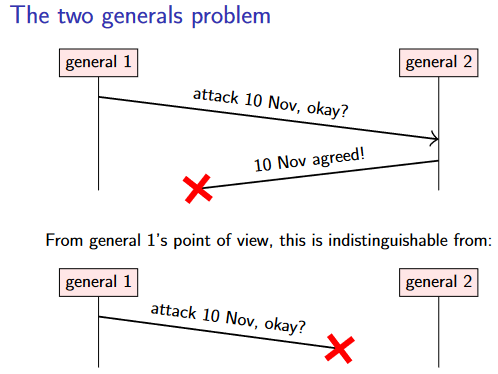 The two generals problem
general 1
general 2
attack 10 Nov, okay?
10 Nov agreed!
From general 1's point of view, this is indistinguishable from:
general 1
general 2
attack 10 Nov, okay?